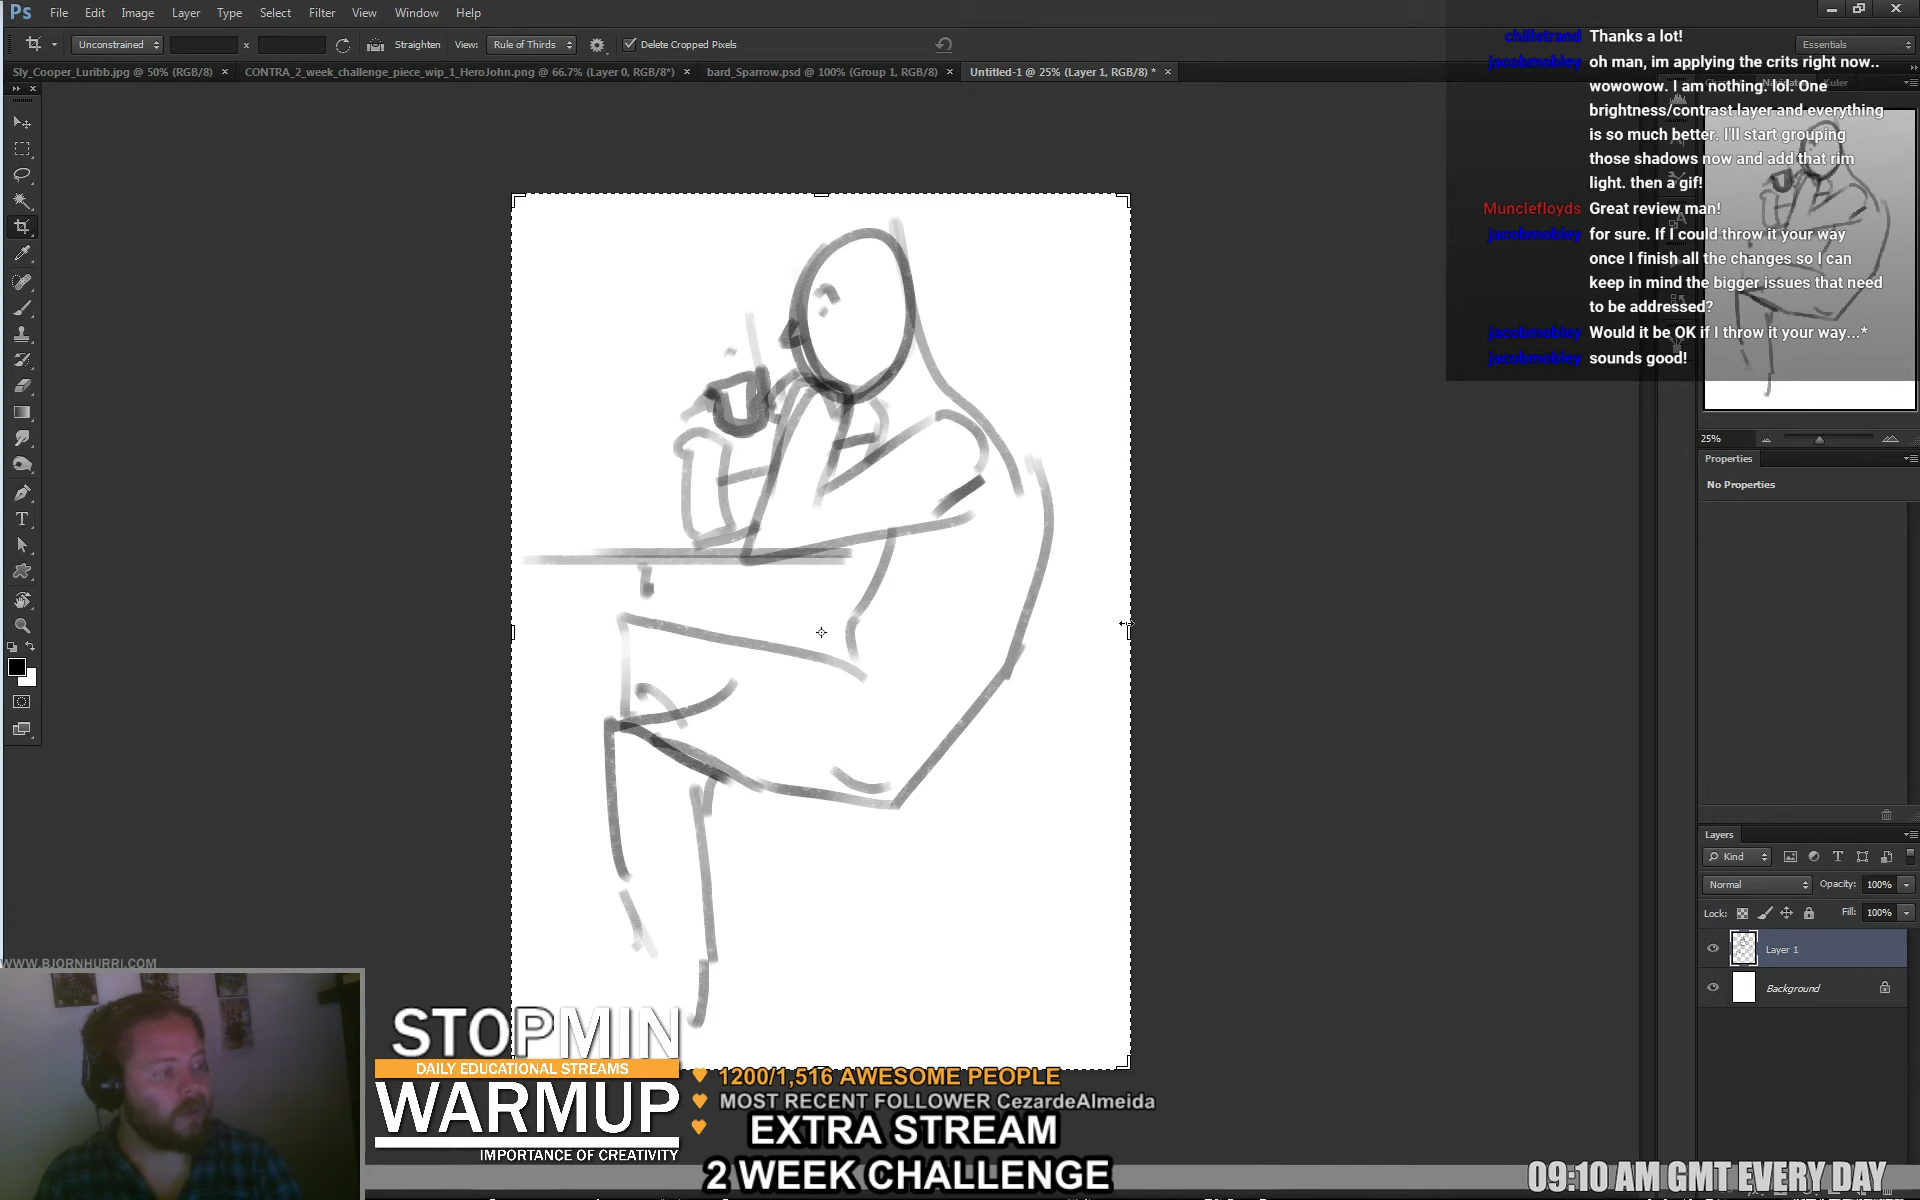 Ps File Edit Image Layer Type Select Filter View Window Help
Unconstrained x Straighten View: Rule of Thirds Delete Cropped Pixels Essentials
Sly_Cooper_Luribb.jpg @ 50% (RGB/8) × CONTRA_2_week_challenge_piece_wip_1_HeroJohn.png @ 66.7% (Layer 0, RGB/8*) × bard_Sparrow.psd @ 100% (Group 1, RGB/8) × Untitled-1 @ 25% (Layer 1, RGB/8) * ×
chillstrand Thanks a lot!
jacobmobley oh man, im applying the crits right now..
wowowow. I am nothing. lol. One
brightness/contrast layer and everything
is so much better. I'll start grouping
those shadows now and add that rim
light. then a gif!
Munclefloyds Great review man!
jacobmobley for sure. If I could throw it your way
once I finish all the changes so I can
keep in mind the bigger issues that need
to be addressed?
jacobmobley Would it be OK if I throw it your way...*
jacobmobley sounds good!
Kuler
25%
Properties
No Properties
Layers
Kind
Normal Opacity: 100%
Lock: Fill: 100%
Layer 1
Background
WWW.BJORNHURRI.COM
STOPMIN
DAILY EDUCATIONAL STREAMS
WARMUP
IMPORTANCE OF CREATIVITY
1200/1,516 AWESOME PEOPLE
MOST RECENT FOLLOWER CezardeAlmeida
EXTRA STREAM
2 WEEK CHALLENGE
09:10 AM GMT EVERY DAY